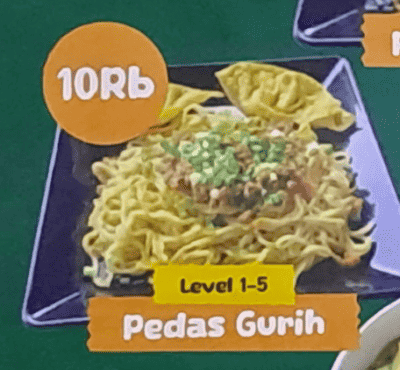 10Rb
Level 1-5
Pedas Gurih